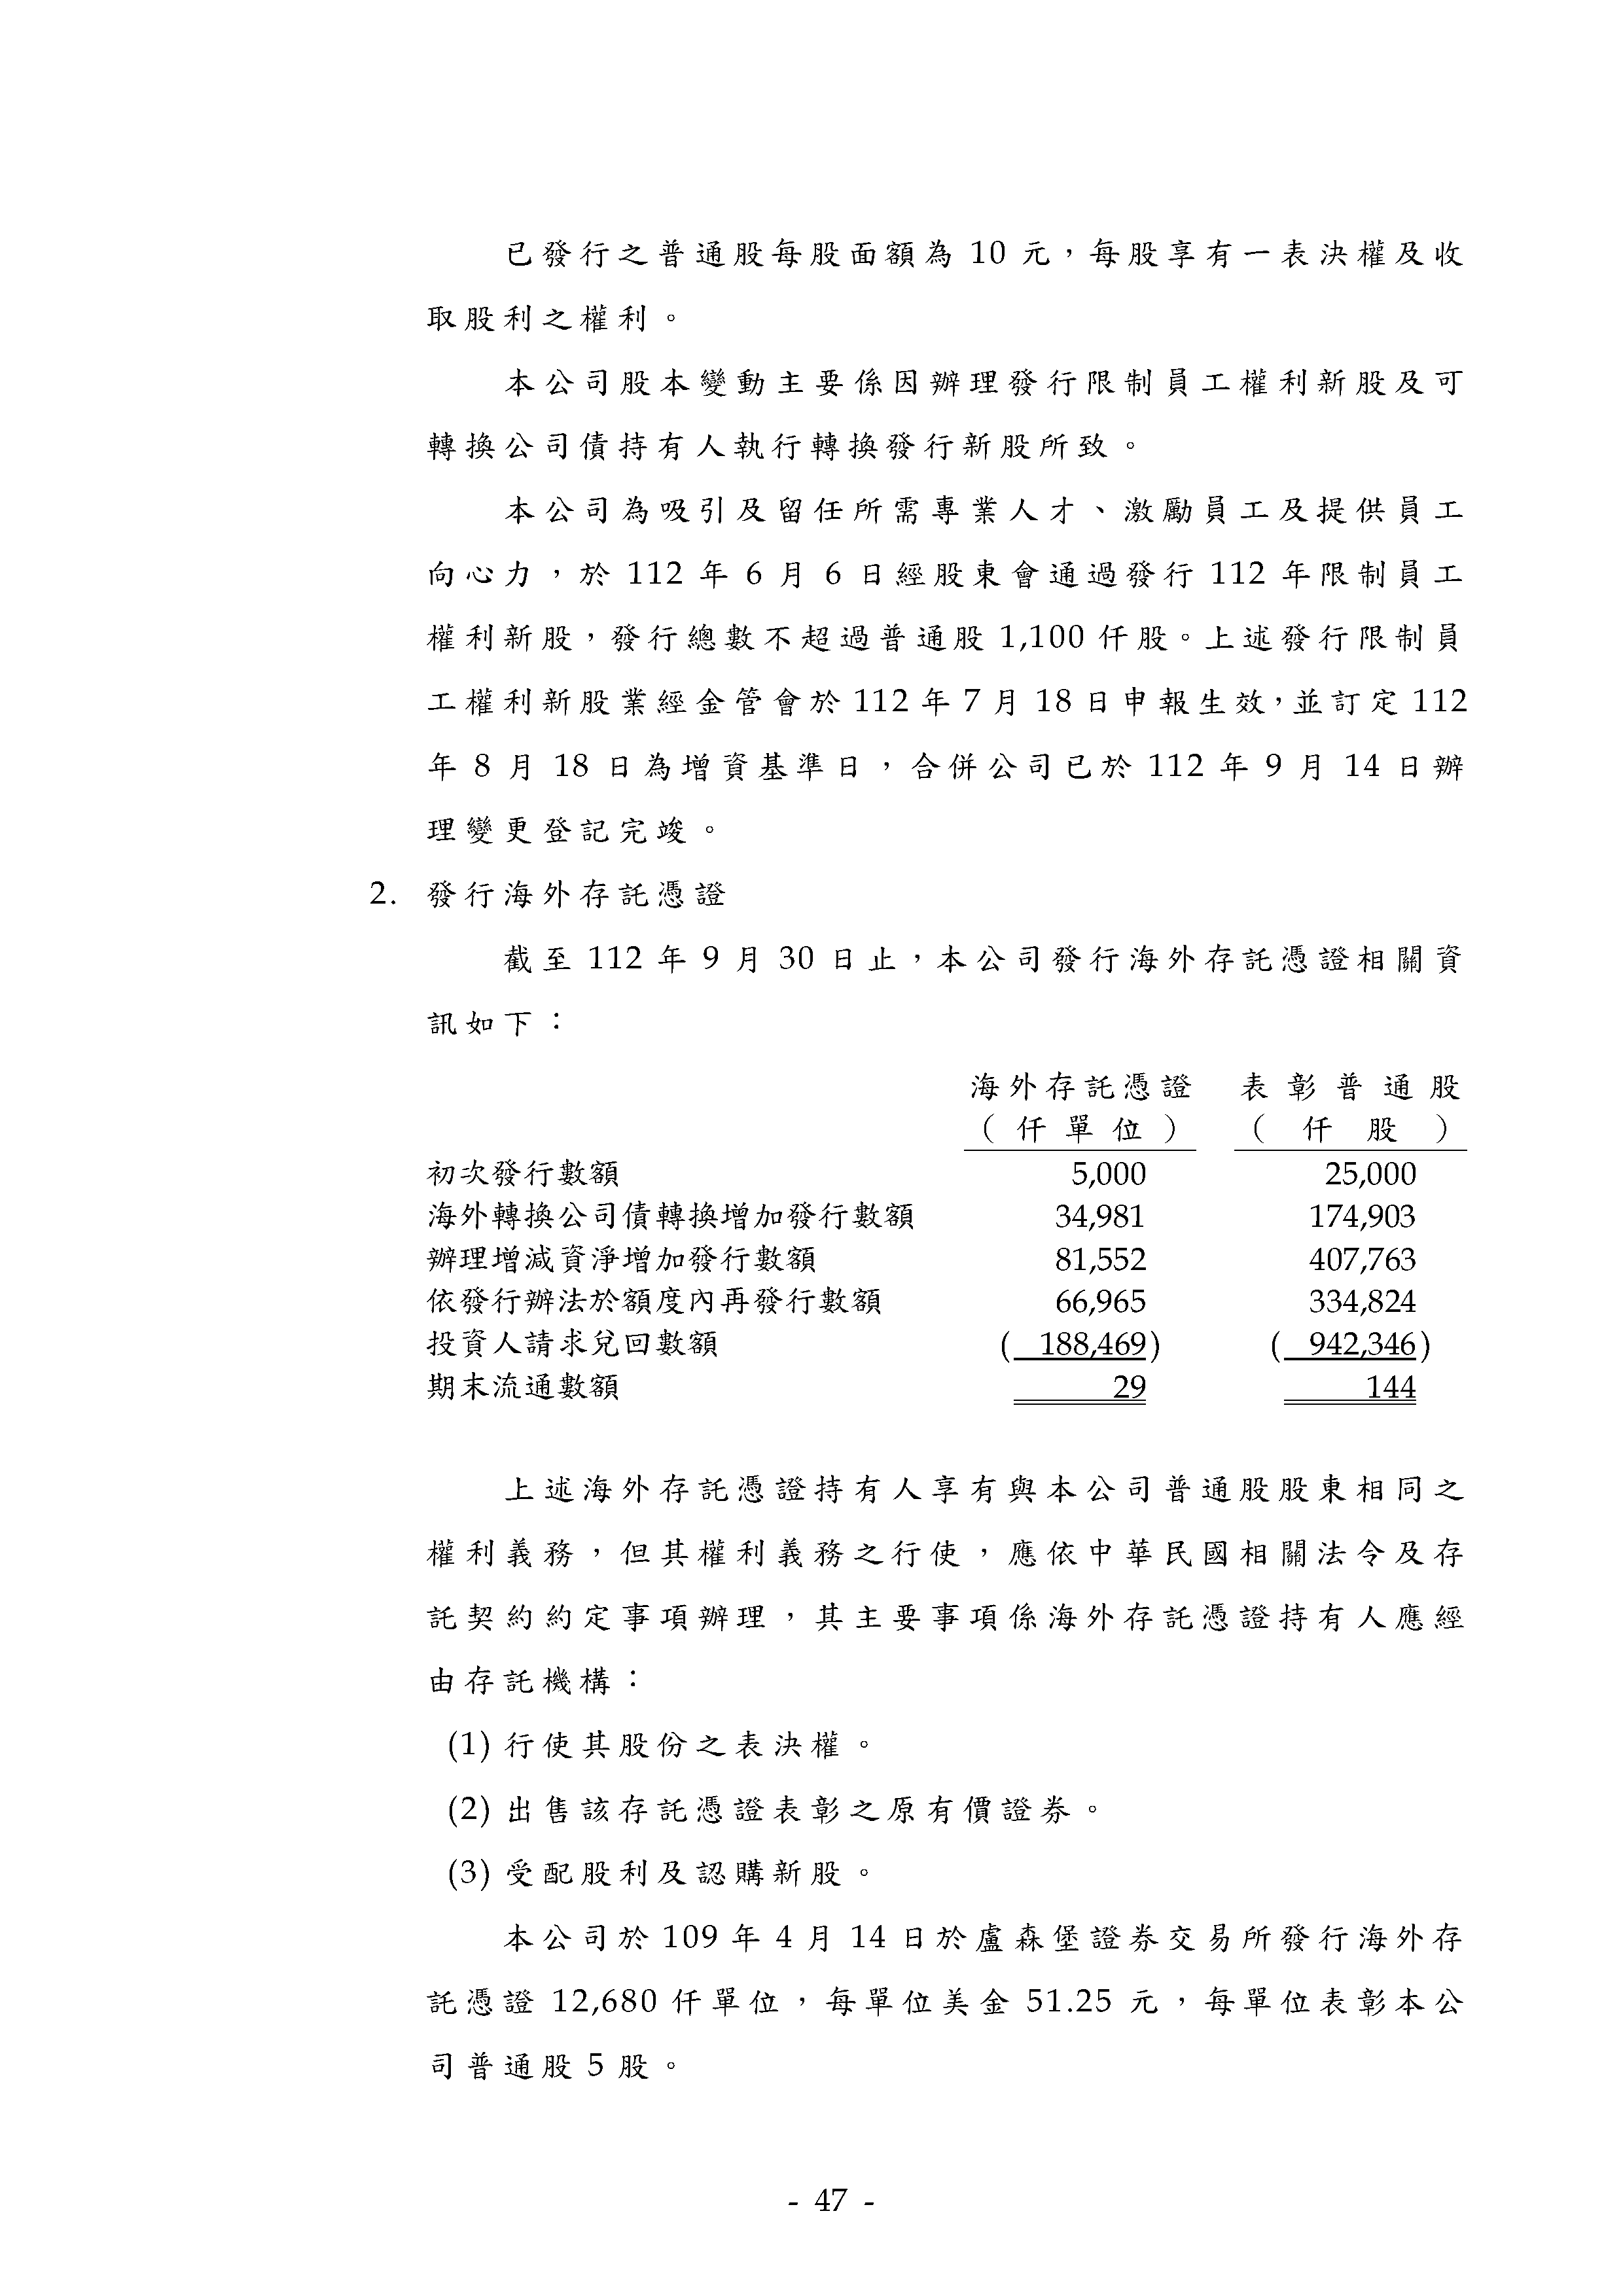 已發行之普通股每股面額為 10 元，每股享有一表決權及收
取股利之權利。
本公司股本變動主要係因辦理發行限制員工權利新股及可
轉換公司債持有人執行轉換發行新股所致。
本公司為吸引及留任所需專業人才、激勵員工及提供員工
向心力，於 112 年 6 月 6 日經股東會通過發行 112 年限制員工
權利新股，發行總數不超過普通股 1,100 仟股。上述發行限制員
工權利新股業經金管會於 112 年 7 月 18 日申報生效，並訂定 112
年 8 月 18 日為增資基準日，合併公司已於 112 年 9 月 14 日辦
理變更登記完竣。
2. 發行海外存託憑證
截至 112 年 9 月 30 日止，本公司發行海外存託憑證相關資
訊如下：
海外存託憑證 表彰普通股
（仟單位） （仟股）
初次發行數額 5,000 25,000
海外轉換公司債轉換增加發行數額 34,981 174,903
辦理增減資淨增加發行數額 81,552 407,763
依發行辦法於額度內再發行數額 66,965 334,824
投資人請求兌回數額 ( 188,469) ( 942,346)
期末流通數額 29 144
上述海外存託憑證持有人享有與本公司普通股股東相同之
權利義務，但其權利義務之行使，應依中華民國相關法令及存
託契約約定事項辦理，其主要事項係海外存託憑證持有人應經
由存託機構：
(1) 行使其股份之表決權。
(2) 出售該存託憑證表彰之原有價證券。
(3) 受配股利及認購新股。
本公司於 109 年 4 月 14 日於盧森堡證券交易所發行海外存
託憑證 12,680 仟單位，每單位美金 51.25 元，每單位表彰本公
司普通股 5 股。
- 47 -